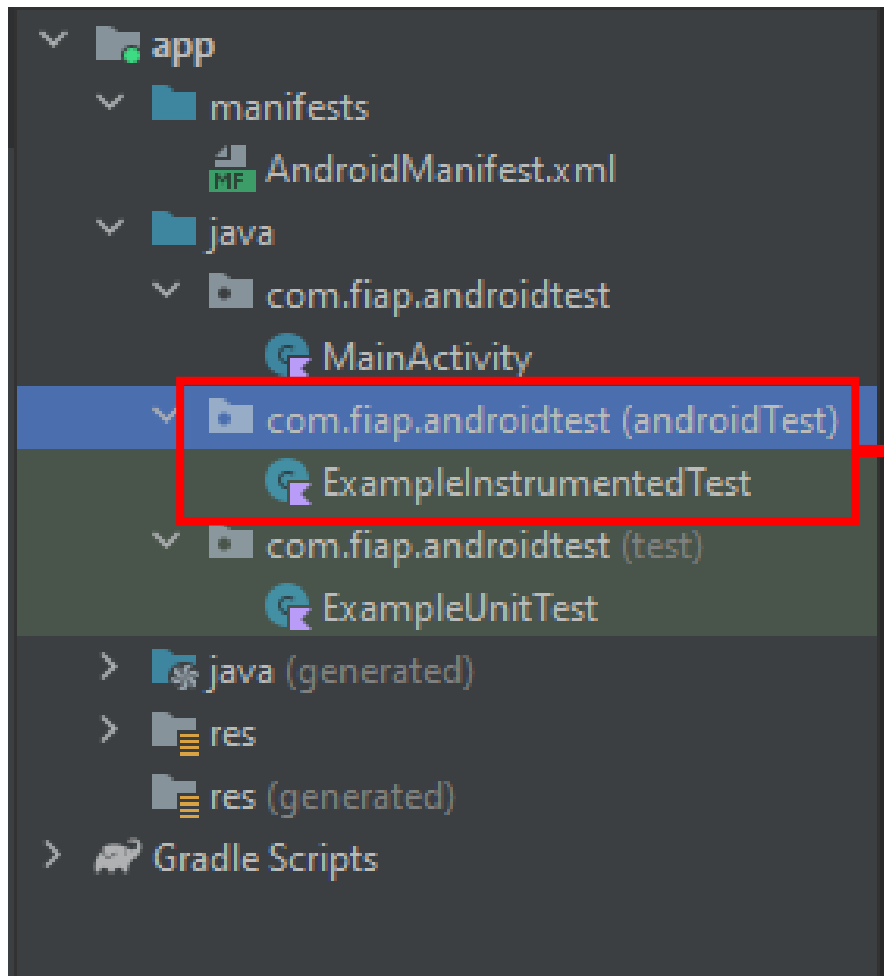 app
manifests
MF AndroidManifest.xml
java
com.fiap.androidtest
MainActivity
com.fiap.androidtest (androidTest)
ExampleInstrumentedTest
com.fiap.androidtest (test)
ExampleUnitTest
java (generated)
res
res (generated)
Gradle Scripts